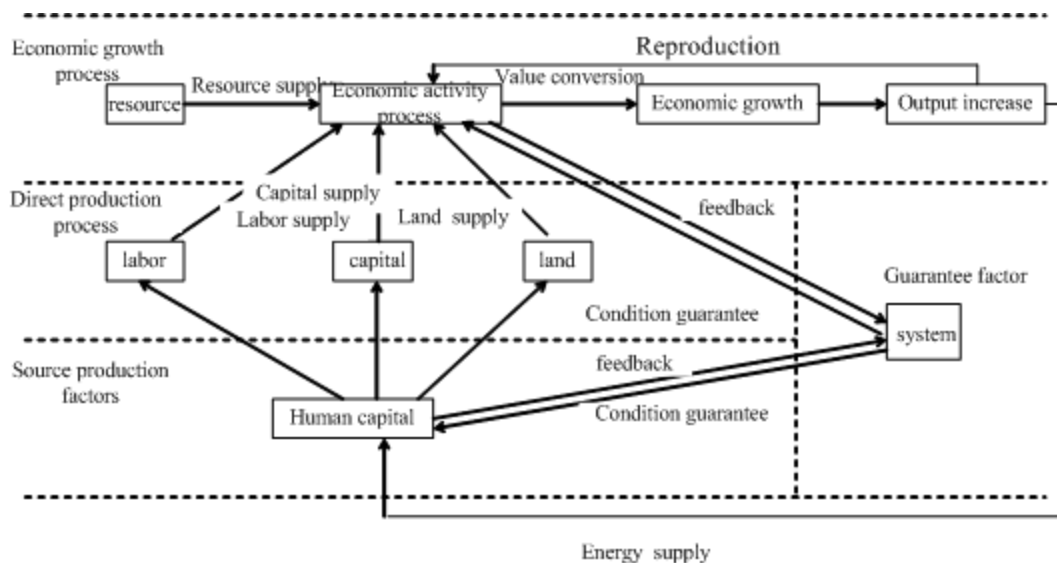 Economic growth
process
Reproduction
Resource supply
Value conversion
resource
Economic activity
process
Economic growth
Output increase
Direct production
process
Capital supply
Labor supply
Land supply
feedback
labor
capital
land
Guarantee factor
Condition guarantee
system
Source production
factors
feedback
Human capital
Condition guarantee
Energy supply